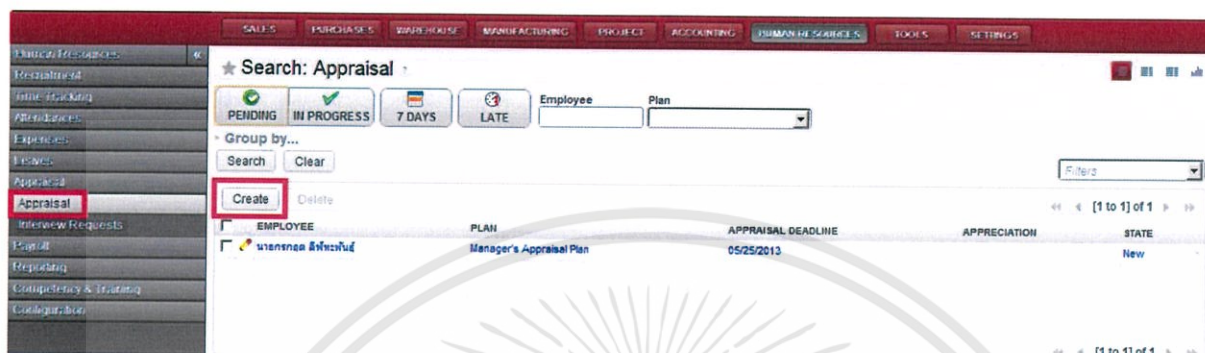 SALES PURCHASES WAREHOUSE MANUFACTURING PROJECT ACCOUNTING HUMAN RESOURCES TOOLS SETTINGS
Human Resources «
Recruitment
Time Tracking
Attendances
Expenses
Leaves
Appraisal
Appraisal
Interview Requests
Payroll
Reporting
Competency & Training
Configuration
Search: Appraisal ?
PENDING IN PROGRESS 7 DAYS LATE Employee Plan
Group by...
Search Clear Filters
Create Delete [1 to 1] of 1
EMPLOYEE PLAN APPRAISAL DEADLINE APPRECIATION STATE
Manager's Appraisal Plan 05/25/2013 New
[1 to 1] of 1